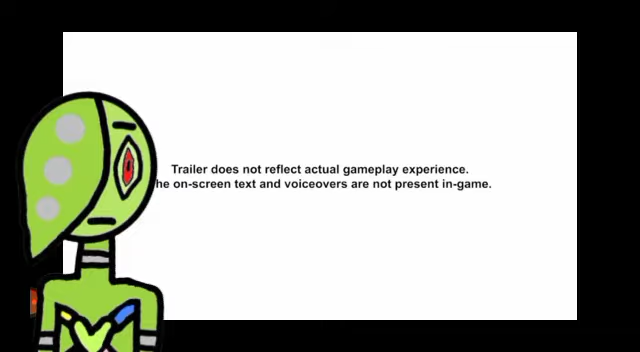 Trailer does not reflect actual gameplay experience.
he on-screen text and voiceovers are not present in-game.